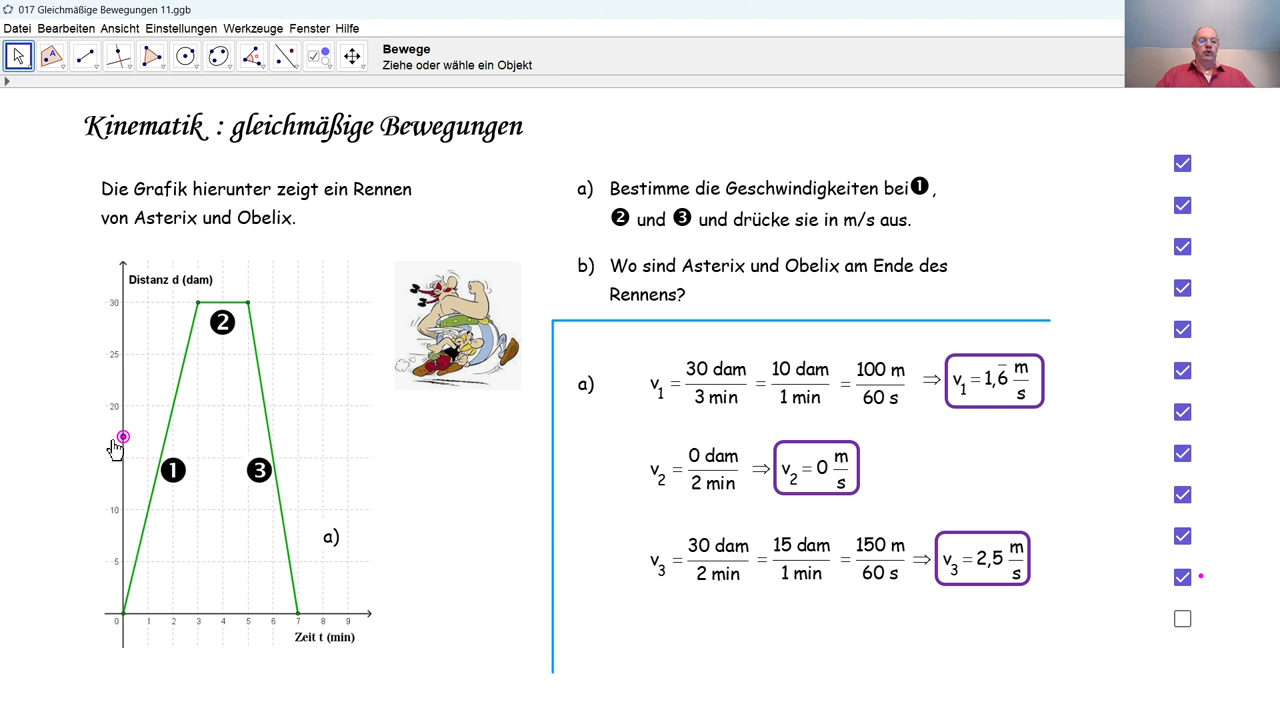 017 Gleichmäßige Bewegungen 11.ggb
Datei Bearbeiten Ansicht Einstellungen Werkzeuge Fenster Hilfe
Bewege
Ziehe oder wähle ein Objekt
Kinematik : gleichmäßige Bewegungen
Die Grafik hierunter zeigt ein Rennen
von Asterix und Obelix.
a) Bestimme die Geschwindigkeiten bei ❶,
❷ und ❸ und drücke sie in m/s aus.
b) Wo sind Asterix und Obelix am Ende des
Rennens?
Distanz d (dam)
30
25
20
10
5
0 1 2 3 4 5 6 7 8 9
Zeit t (min)
❶
❷
❸
a)
a) v₁ = 30 dam / 3 min = 10 dam / 1 min = 100 m / 60 s ⇒ v₁ = 1,6̅ m/s
v₂ = 0 dam / 2 min ⇒ v₂ = 0 m/s
v₃ = 30 dam / 2 min = 15 dam / 1 min = 150 m / 60 s ⇒ v₃ = 2,5 m/s